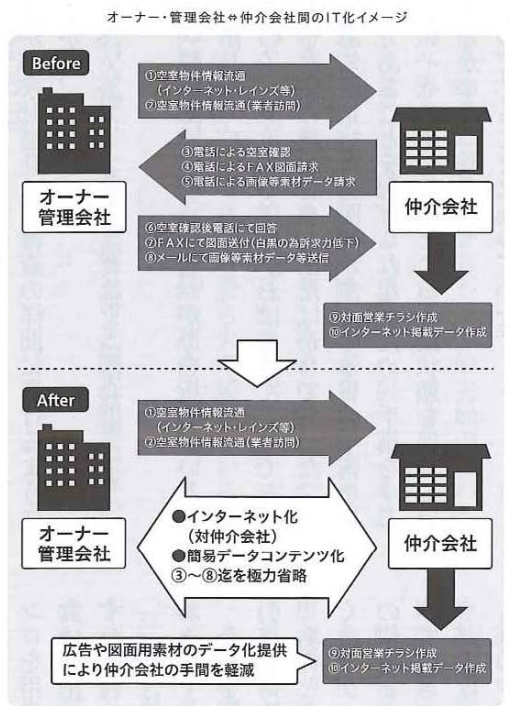 オーナー・管理会社⇔仲介会社間のIT化イメージ
Before
①空室物件情報流通
(インターネット・レインズ等)
②空室物件情報流通(業者訪問)
③電話による空室確認
④電話によるFAX図面請求
⑤電話による画像等素材データ請求
オーナー
管理会社
仲介会社
⑥空室確認後電話にて回答
⑦FAXにて図面送付(白黒の為訴求力低下)
⑧メールにて画像等素材データ等送信
⑨対面営業チラシ作成
⑩インターネット掲載データ作成
After
①空室物件情報流通
(インターネット・レインズ等)
②空室物件情報流通(業者訪問)
オーナー
管理会社
●インターネット化
(対仲介会社)
●簡易データコンテンツ化
③〜⑧迄を極力省略
仲介会社
広告や図面用素材のデータ化提供
により仲介会社の手間を軽減
⑨対面営業チラシ作成
⑩インターネット掲載データ作成